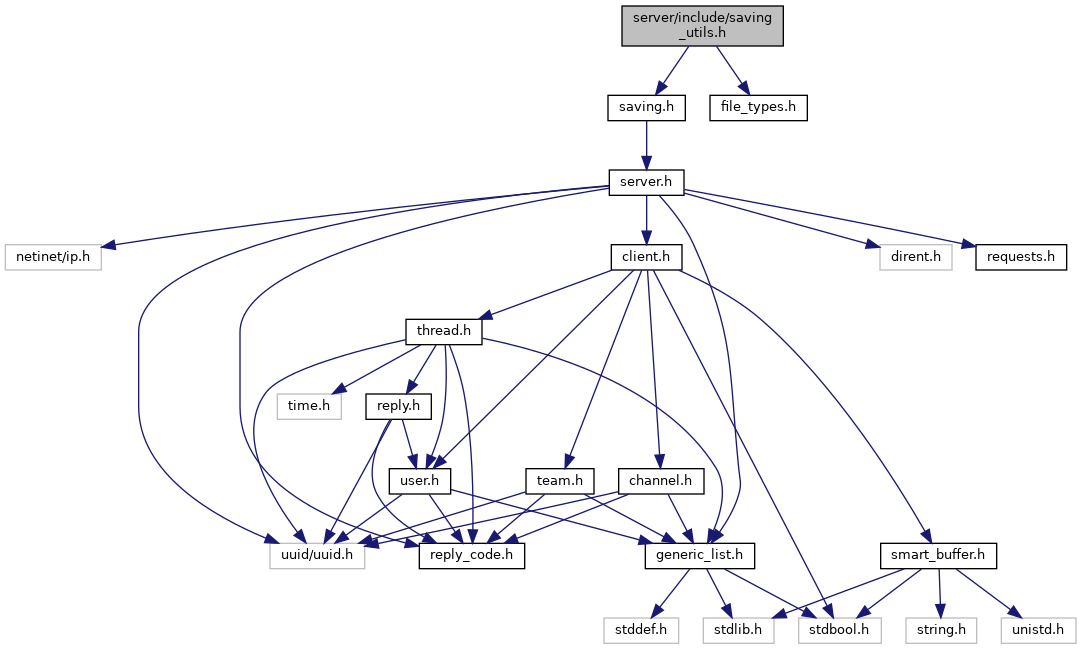 server/include/saving
_utils.h
saving.h
file_types.h
server.h
netinet/ip.h
client.h
dirent.h
requests.h
thread.h
time.h
reply.h
user.h
team.h
channel.h
uuid/uuid.h
reply_code.h
generic_list.h
smart_buffer.h
stddef.h
stdlib.h
stdbool.h
string.h
unistd.h